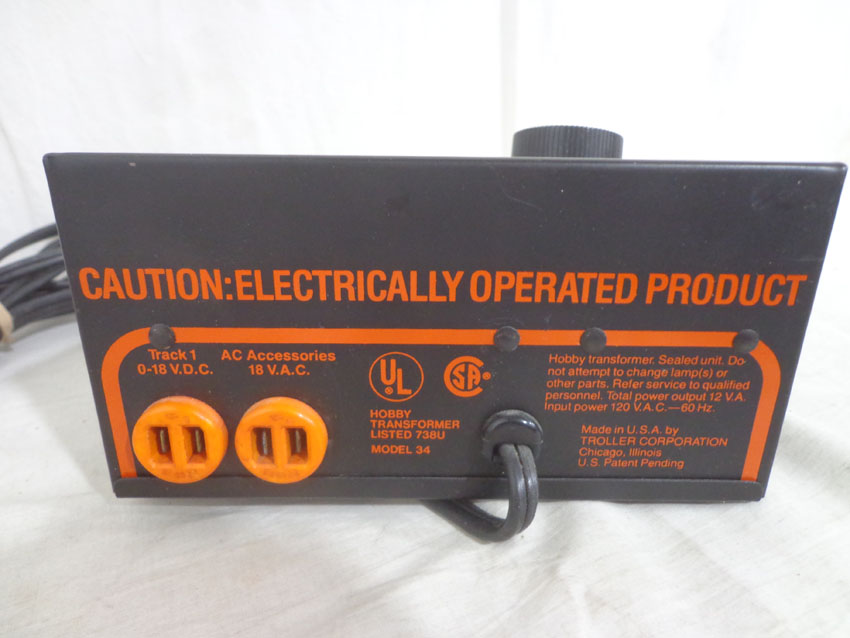 CAUTION:ELECTRICALLY OPERATED PRODUCT
Track 1
0-18 V.D.C.
AC Accessories
18 V.A.C.
UL
®
HOBBY
TRANSFORMER
LISTED 738U
MODEL 34
SA
®
Hobby transformer. Sealed unit. Do
not attempt to change lamp(s) or
other parts. Refer service to qualified
personnel. Total power output 12 V.A.
Input power 120 V.A.C.—60 Hz.
Made in U.S.A. by
TROLLER CORPORATION
Chicago, Illinois
U.S. Patent Pending